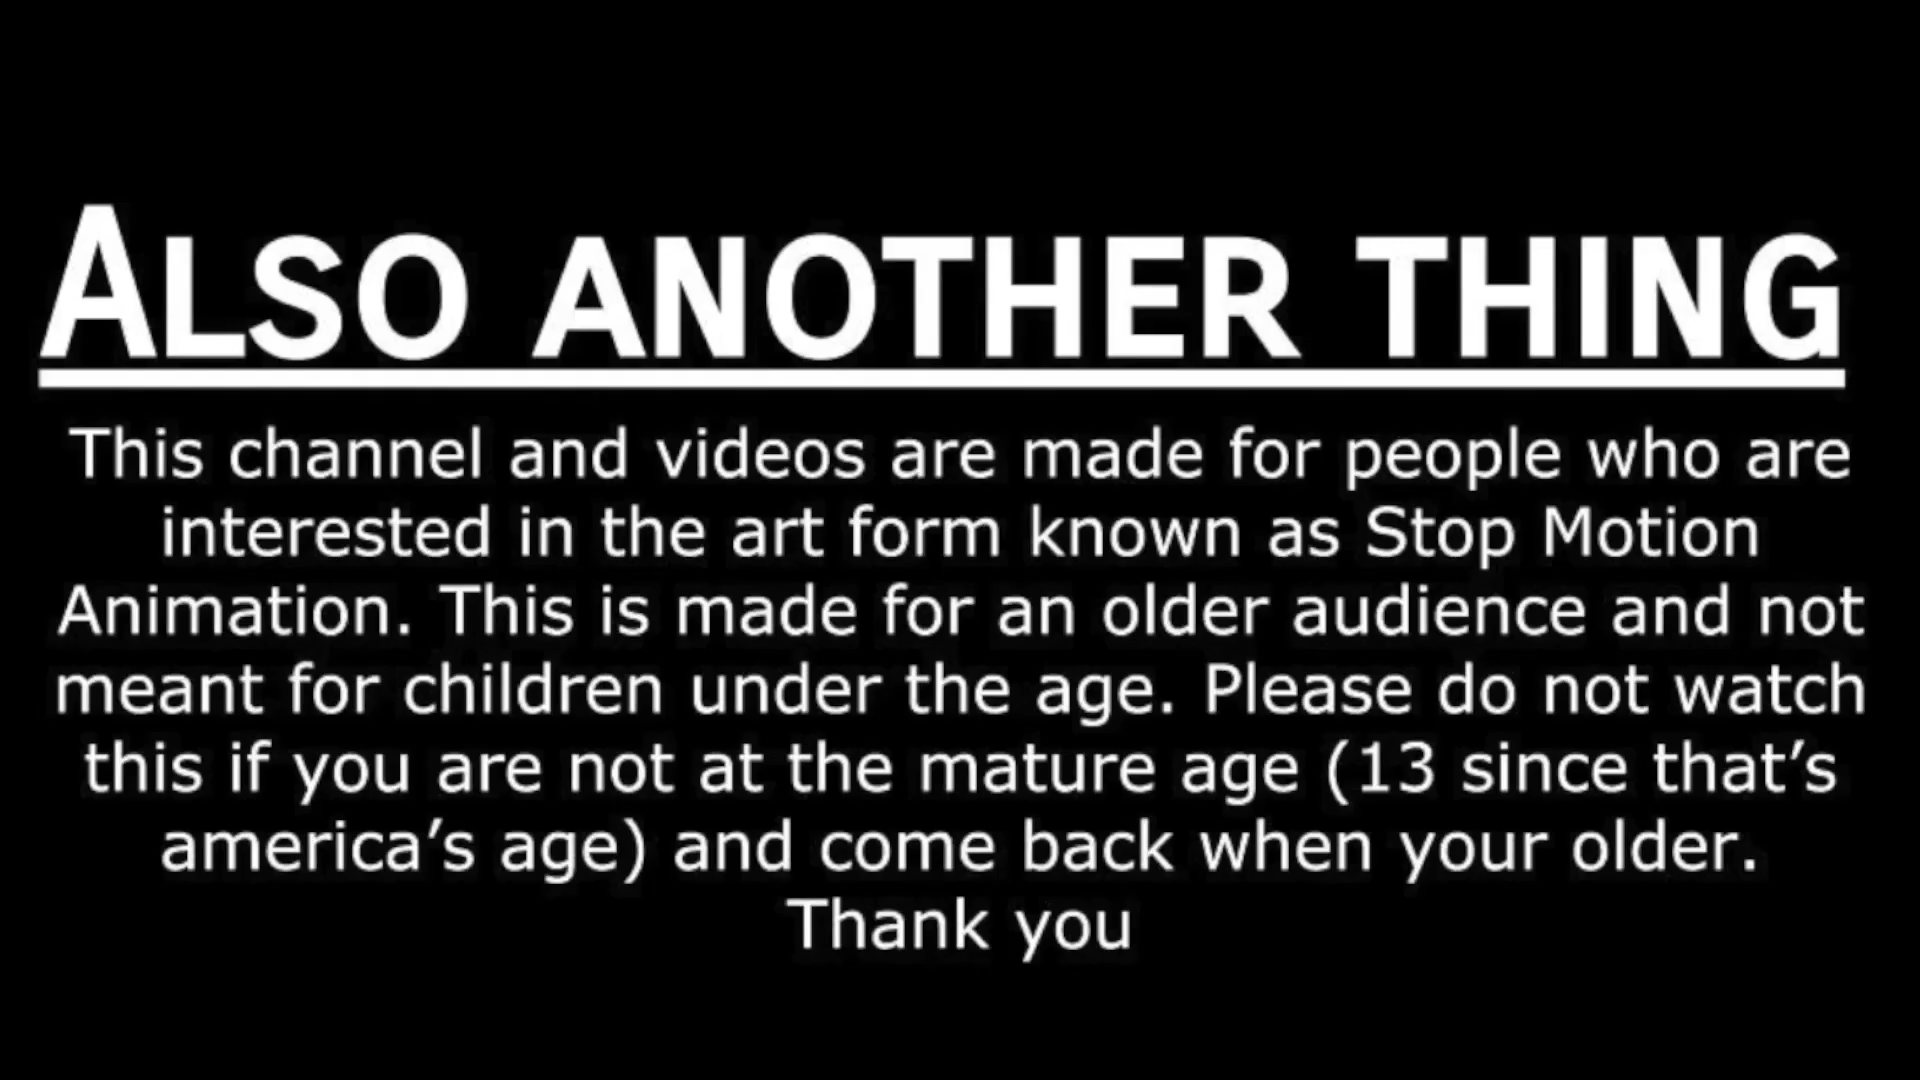 Also another thing
This channel and videos are made for people who are
interested in the art form known as Stop Motion
Animation. This is made for an older audience and not
meant for children under the age. Please do not watch
this if you are not at the mature age (13 since that’s
america’s age) and come back when your older.
Thank you